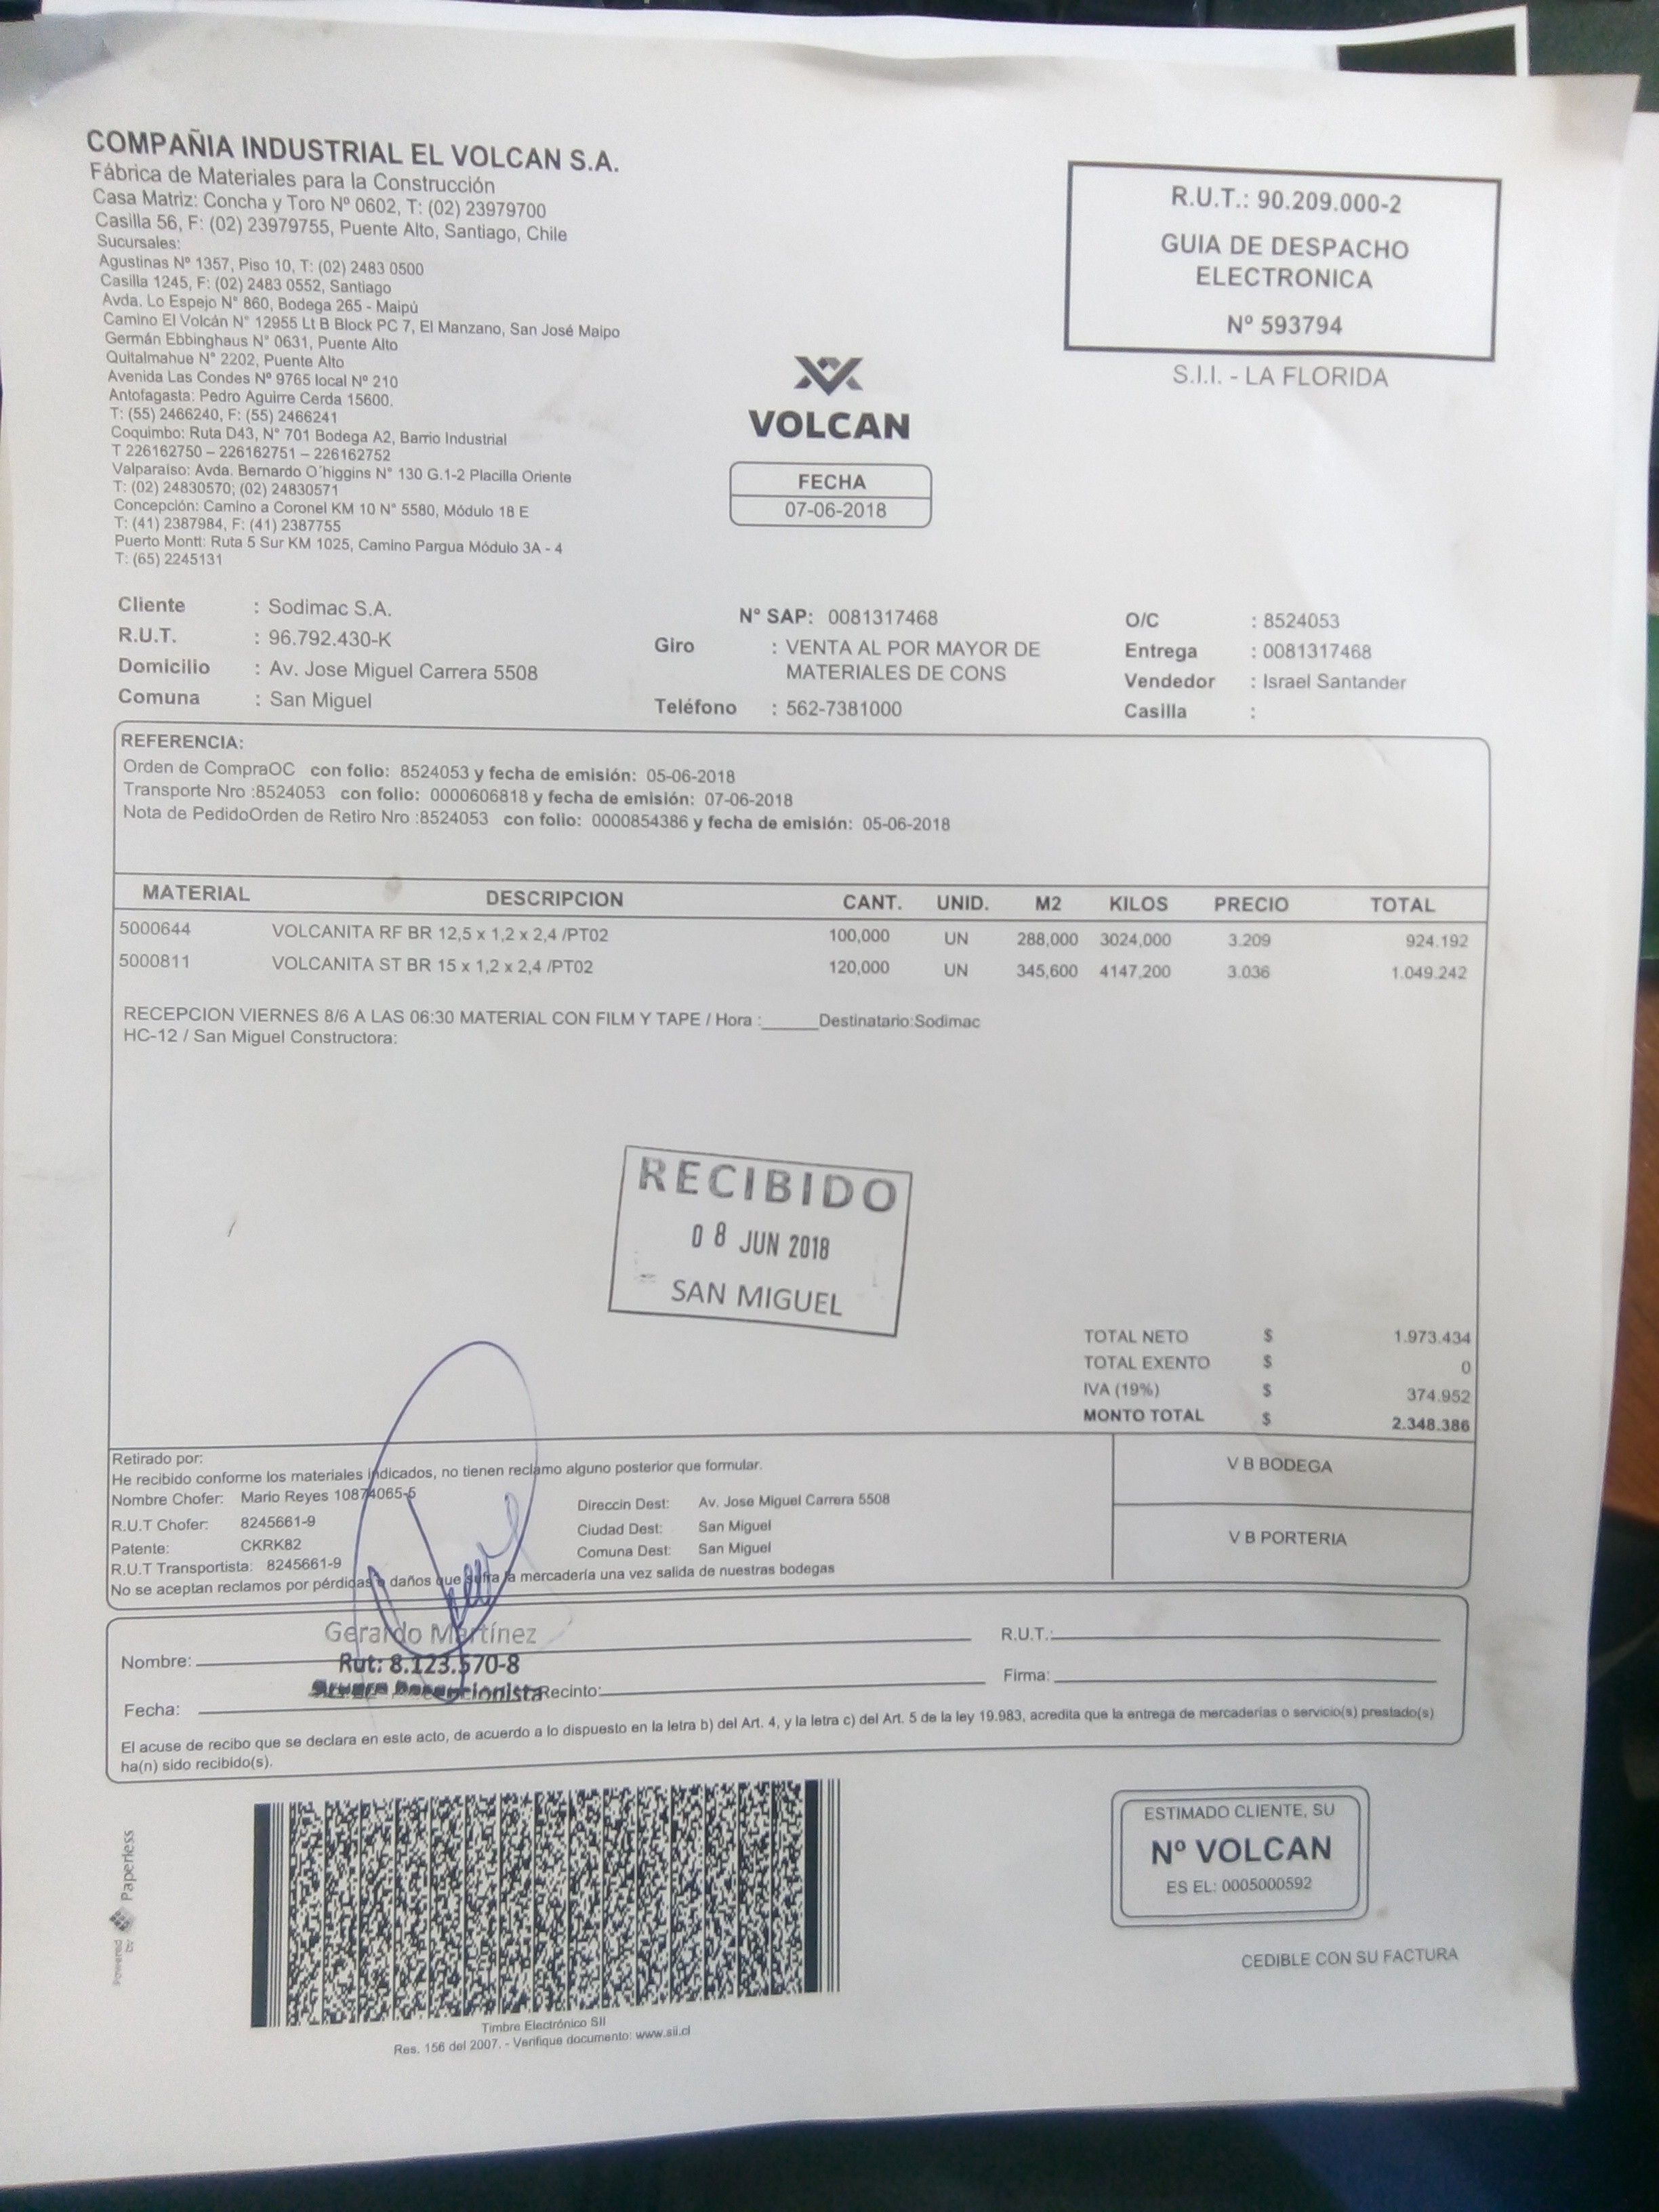 COMPAÑIA INDUSTRIAL EL VOLCAN S.A.
Fábrica de Materiales para la Construcción
Casa Matriz: Concha y Toro Nº 0602, T: (02) 23979700
Casilla 56, F: (02) 23979755, Puente Alto, Santiago, Chile
Sucursales:
Agustinas Nº 1357, Piso 10, T: (02) 2483 0500
Casilla 1245, F: (02) 2483 0552, Santiago
Avda. Lo Espejo N° 860, Bodega 265 - Maipú
Camino El Volcán N° 12955 Lt B Block PC 7, El Manzano, San José Maipo
Germán Ebbinghaus N° 0631, Puente Alto
Quitalmahue N° 2202, Puente Alto
Avenida Las Condes Nº 9765 local Nº 210
Antofagasta: Pedro Aguirre Cerda 15600.
T: (55) 2466240, F: (55) 2466241
Coquimbo: Ruta D43, N° 701 Bodega A2, Barrio Industrial
T 226162750 – 226162751 – 226162752
Valparaíso: Avda. Bernardo O´higgins N° 130 G.1-2 Placilla Oriente
T: (02) 24830570; (02) 24830571
Concepción: Camino a Coronel KM 10 N° 5580, Módulo 18 E
T: (41) 2387984, F: (41) 2387755
Puerto Montt: Ruta 5 Sur KM 1025, Camino Pargua Módulo 3A - 4
T: (65) 2245131
R.U.T.: 90.209.000-2
GUIA DE DESPACHO
ELECTRONICA
Nº 593794
S.I.I. - LA FLORIDA
VOLCAN
FECHA
07-06-2018
Cliente : Sodimac S.A.
R.U.T. : 96.792.430-K
Domicilio : Av. Jose Miguel Carrera 5508
Comuna : San Miguel
N° SAP: 0081317468
Giro : VENTA AL POR MAYOR DE
MATERIALES DE CONS
Teléfono : 562-7381000
O/C : 8524053
Entrega : 0081317468
Vendedor : Israel Santander
Casilla :
REFERENCIA:
Orden de CompraOC con folio: 8524053 y fecha de emisión: 05-06-2018
Transporte Nro :8524053 con folio: 0000606818 y fecha de emisión: 07-06-2018
Nota de PedidoOrden de Retiro Nro :8524053 con folio: 0000854386 y fecha de emisión: 05-06-2018
MATERIAL DESCRIPCION CANT. UNID. M2 KILOS PRECIO TOTAL
5000644 VOLCANITA RF BR 12,5 x 1,2 x 2,4 /PT02 100,000 UN 288,000 3024,000 3.209 924.192
5000811 VOLCANITA ST BR 15 x 1,2 x 2,4 /PT02 120,000 UN 345,600 4147,200 3.036 1.049.242
RECEPCION VIERNES 8/6 A LAS 06:30 MATERIAL CON FILM Y TAPE / Hora :______Destinatario:Sodimac
HC-12 / San Miguel Constructora:
RECIBIDO
08 JUN 2018
SAN MIGUEL
TOTAL NETO $ 1.973.434
TOTAL EXENTO $ 0
IVA (19%) $ 374.952
MONTO TOTAL $ 2.348.386
Retirado por:
He recibido conforme los materiales indicados, no tienen reclamo alguno posterior que formular.
Nombre Chofer: Mario Reyes 10874065-5
R.U.T Chofer: 8245661-9
Patente: CKRK82
R.U.T Transportista: 8245661-9
Direccin Dest: Av. Jose Miguel Carrera 5508
Ciudad Dest: San Miguel
Comuna Dest: San Miguel
No se aceptan reclamos por pérdidas o daños que sufra la mercadería una vez salida de nuestras bodegas
V B BODEGA
V B PORTERIA
Gerardo Martínez
Rut: 8.123.570-8
Nombre: R.U.T.:
Fecha: Recinto: Firma:
El acuse de recibo que se declara en este acto, de acuerdo a lo dispuesto en la letra b) del Art. 4, y la letra c) del Art. 5 de la ley 19.983, acredita que la entrega de mercaderías o servicio(s) prestado(s)
ha(n) sido recibido(s).
Powered by Paperless
Timbre Electrónico SII
Res. 156 del 2007. - Verifique documento: www.sii.cl
ESTIMADO CLIENTE, SU
Nº VOLCAN
ES EL: 0005000592
CEDIBLE CON SU FACTURA